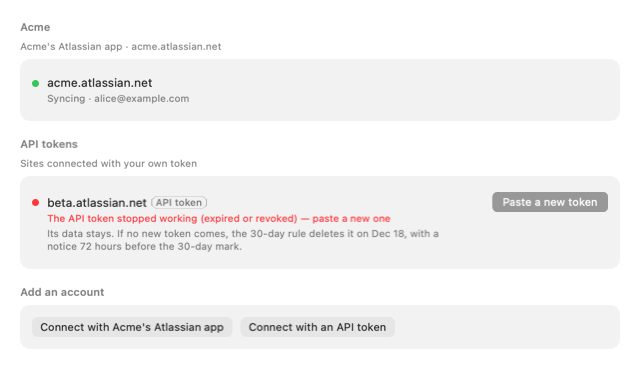 Acme
Acme's Atlassian app · acme.atlassian.net
acme.atlassian.net
Syncing · alice@example.com
API tokens
Sites connected with your own token
beta.atlassian.net API token
Paste a new token
The API token stopped working (expired or revoked) — paste a new one
Its data stays. If no new token comes, the 30-day rule deletes it on Dec 18, with a
notice 72 hours before the 30-day mark.
Add an account
Connect with Acme's Atlassian app
Connect with an API token